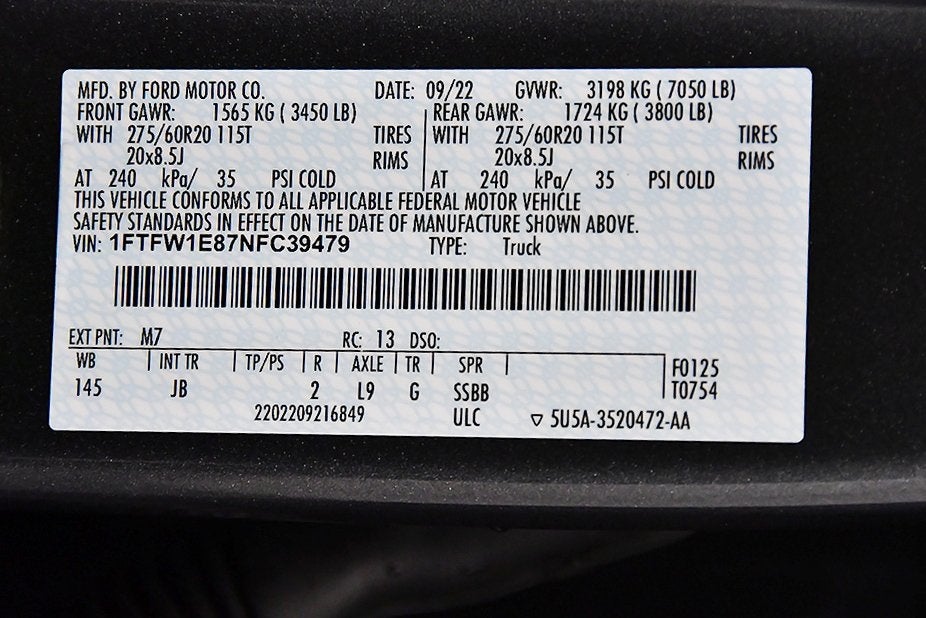 MFD. BY FORD MOTOR CO. DATE: 09/22 GVWR: 3198 KG ( 7050 LB)
FRONT GAWR: 1565 KG ( 3450 LB) REAR GAWR: 1724 KG ( 3800 LB)
WITH 275/60R20 115T TIRES WITH 275/60R20 115T TIRES
20x8.5J RIMS 20x8.5J RIMS
AT 240 kPa/ 35 PSI COLD AT 240 kPa/ 35 PSI COLD
THIS VEHICLE CONFORMS TO ALL APPLICABLE FEDERAL MOTOR VEHICLE
SAFETY STANDARDS IN EFFECT ON THE DATE OF MANUFACTURE SHOWN ABOVE.
VIN: 1FTFW1E87NFC39479 TYPE: Truck
EXT PNT: M7 RC: 13 DSO:
WB INT TR TP/PS R AXLE TR SPR F0125
145 JB 2 L9 G SSBB T0754
2202209216849 ULC ▽ 5U5A-3520472-AA